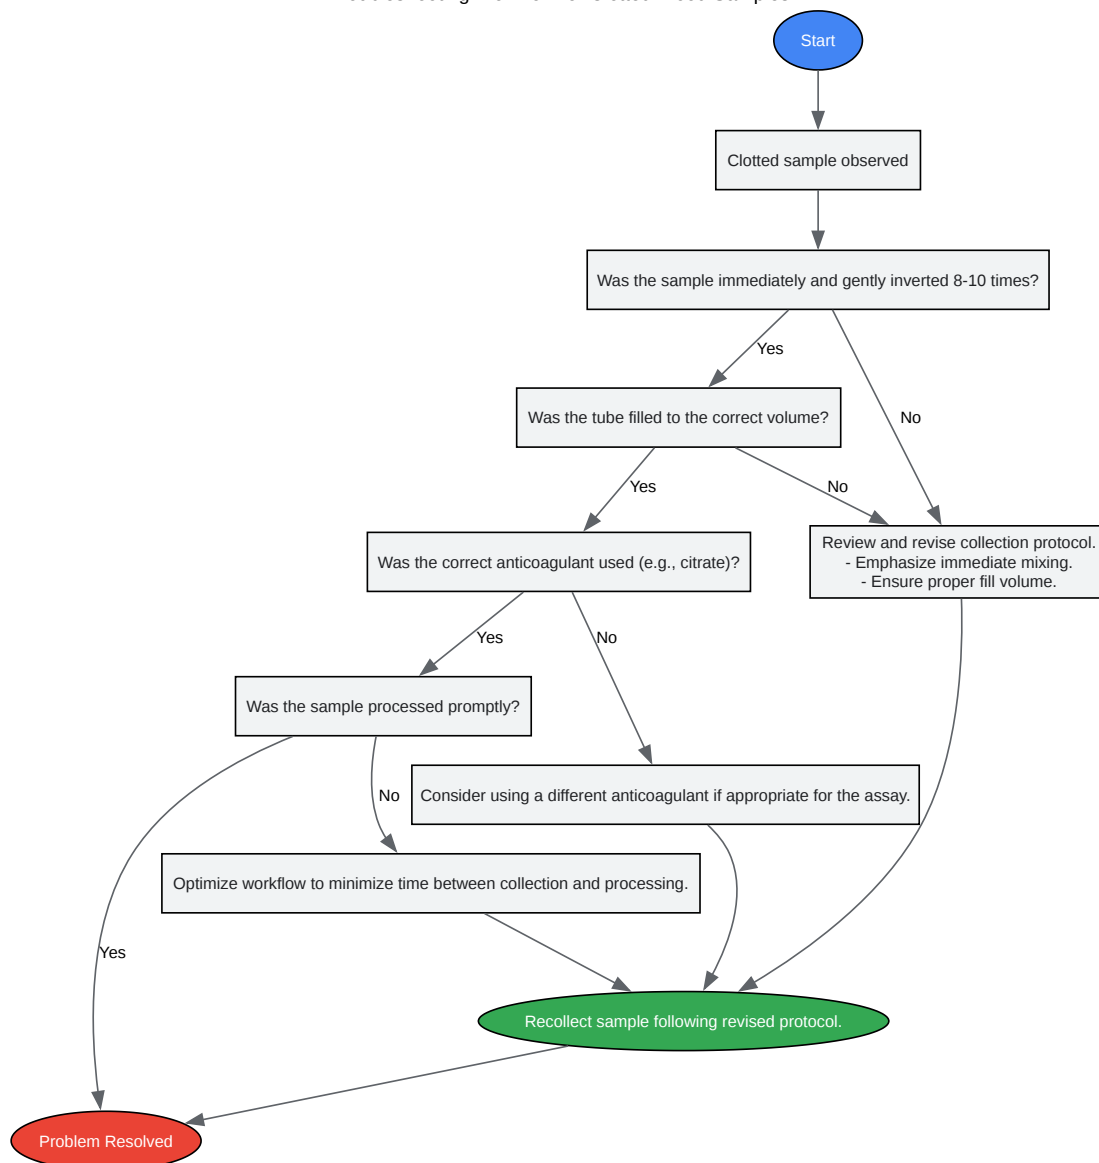 Start
Clotted sample observed
Was the sample immediately and gently inverted 8-10 times?
Yes
Was the tube filled to the correct volume?
No
Yes
No
Was the correct anticoagulant used (e.g., citrate)?
Review and revise collection protocol.
- Emphasize immediate mixing.
- Ensure proper fill volume.
Yes
No
Was the sample processed promptly?
No
Consider using a different anticoagulant if appropriate for the assay.
Optimize workflow to minimize time between collection and processing.
Yes
Recollect sample following revised protocol.
Problem Resolved